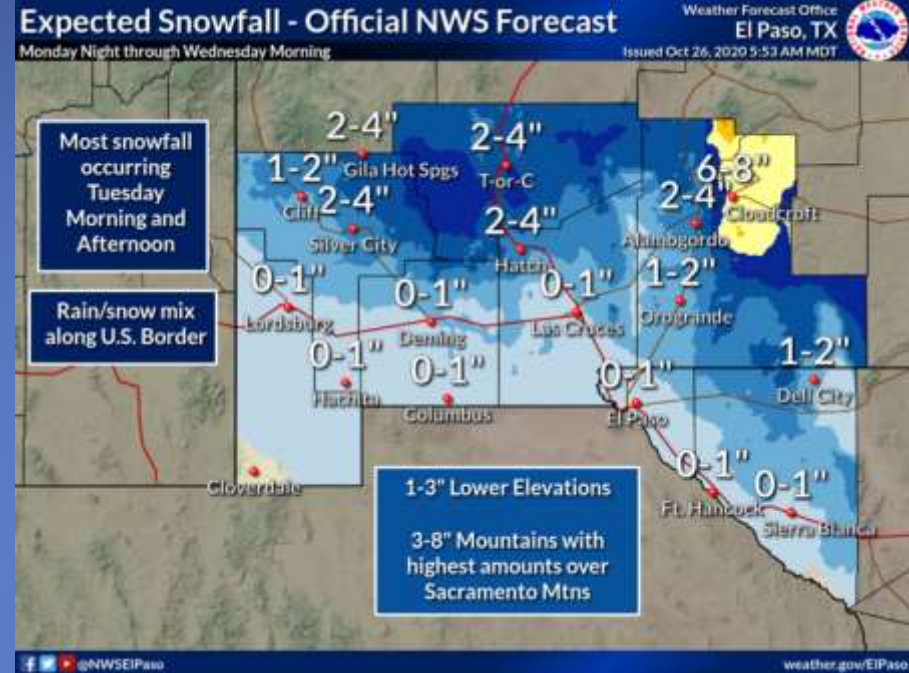 Expected Snowfall - Official NWS Forecast
Monday Night through Wednesday Morning
Weather Forecast Office
El Paso, TX
Issued Oct 26, 2020 5:53 AM MDT
Most snowfall
occurring
Tuesday
Morning and
Afternoon
Rain/snow mix
along U.S. Border
2-4"
Gila Hot Spgs
2-4"
T-or-C
1-2"
Cliff
2-4"
Silver City
6-8"
Cloudcroft
2-4"
Alamogordo
2-4"
Hatch
0-1"
Lordsburg
0-1"
Deming
0-1"
Las Cruces
1-2"
Orogrande
0-1"
Hachita
0-1"
Columbus
0-1"
El Paso
1-2"
Dell City
Cloverdale
0-1"
Ft. Hancock
0-1"
Sierra Blanca
1-3" Lower Elevations
3-8" Mountains with
highest amounts over
Sacramento Mtns
@NWSElPaso
weather.gov/ElPaso